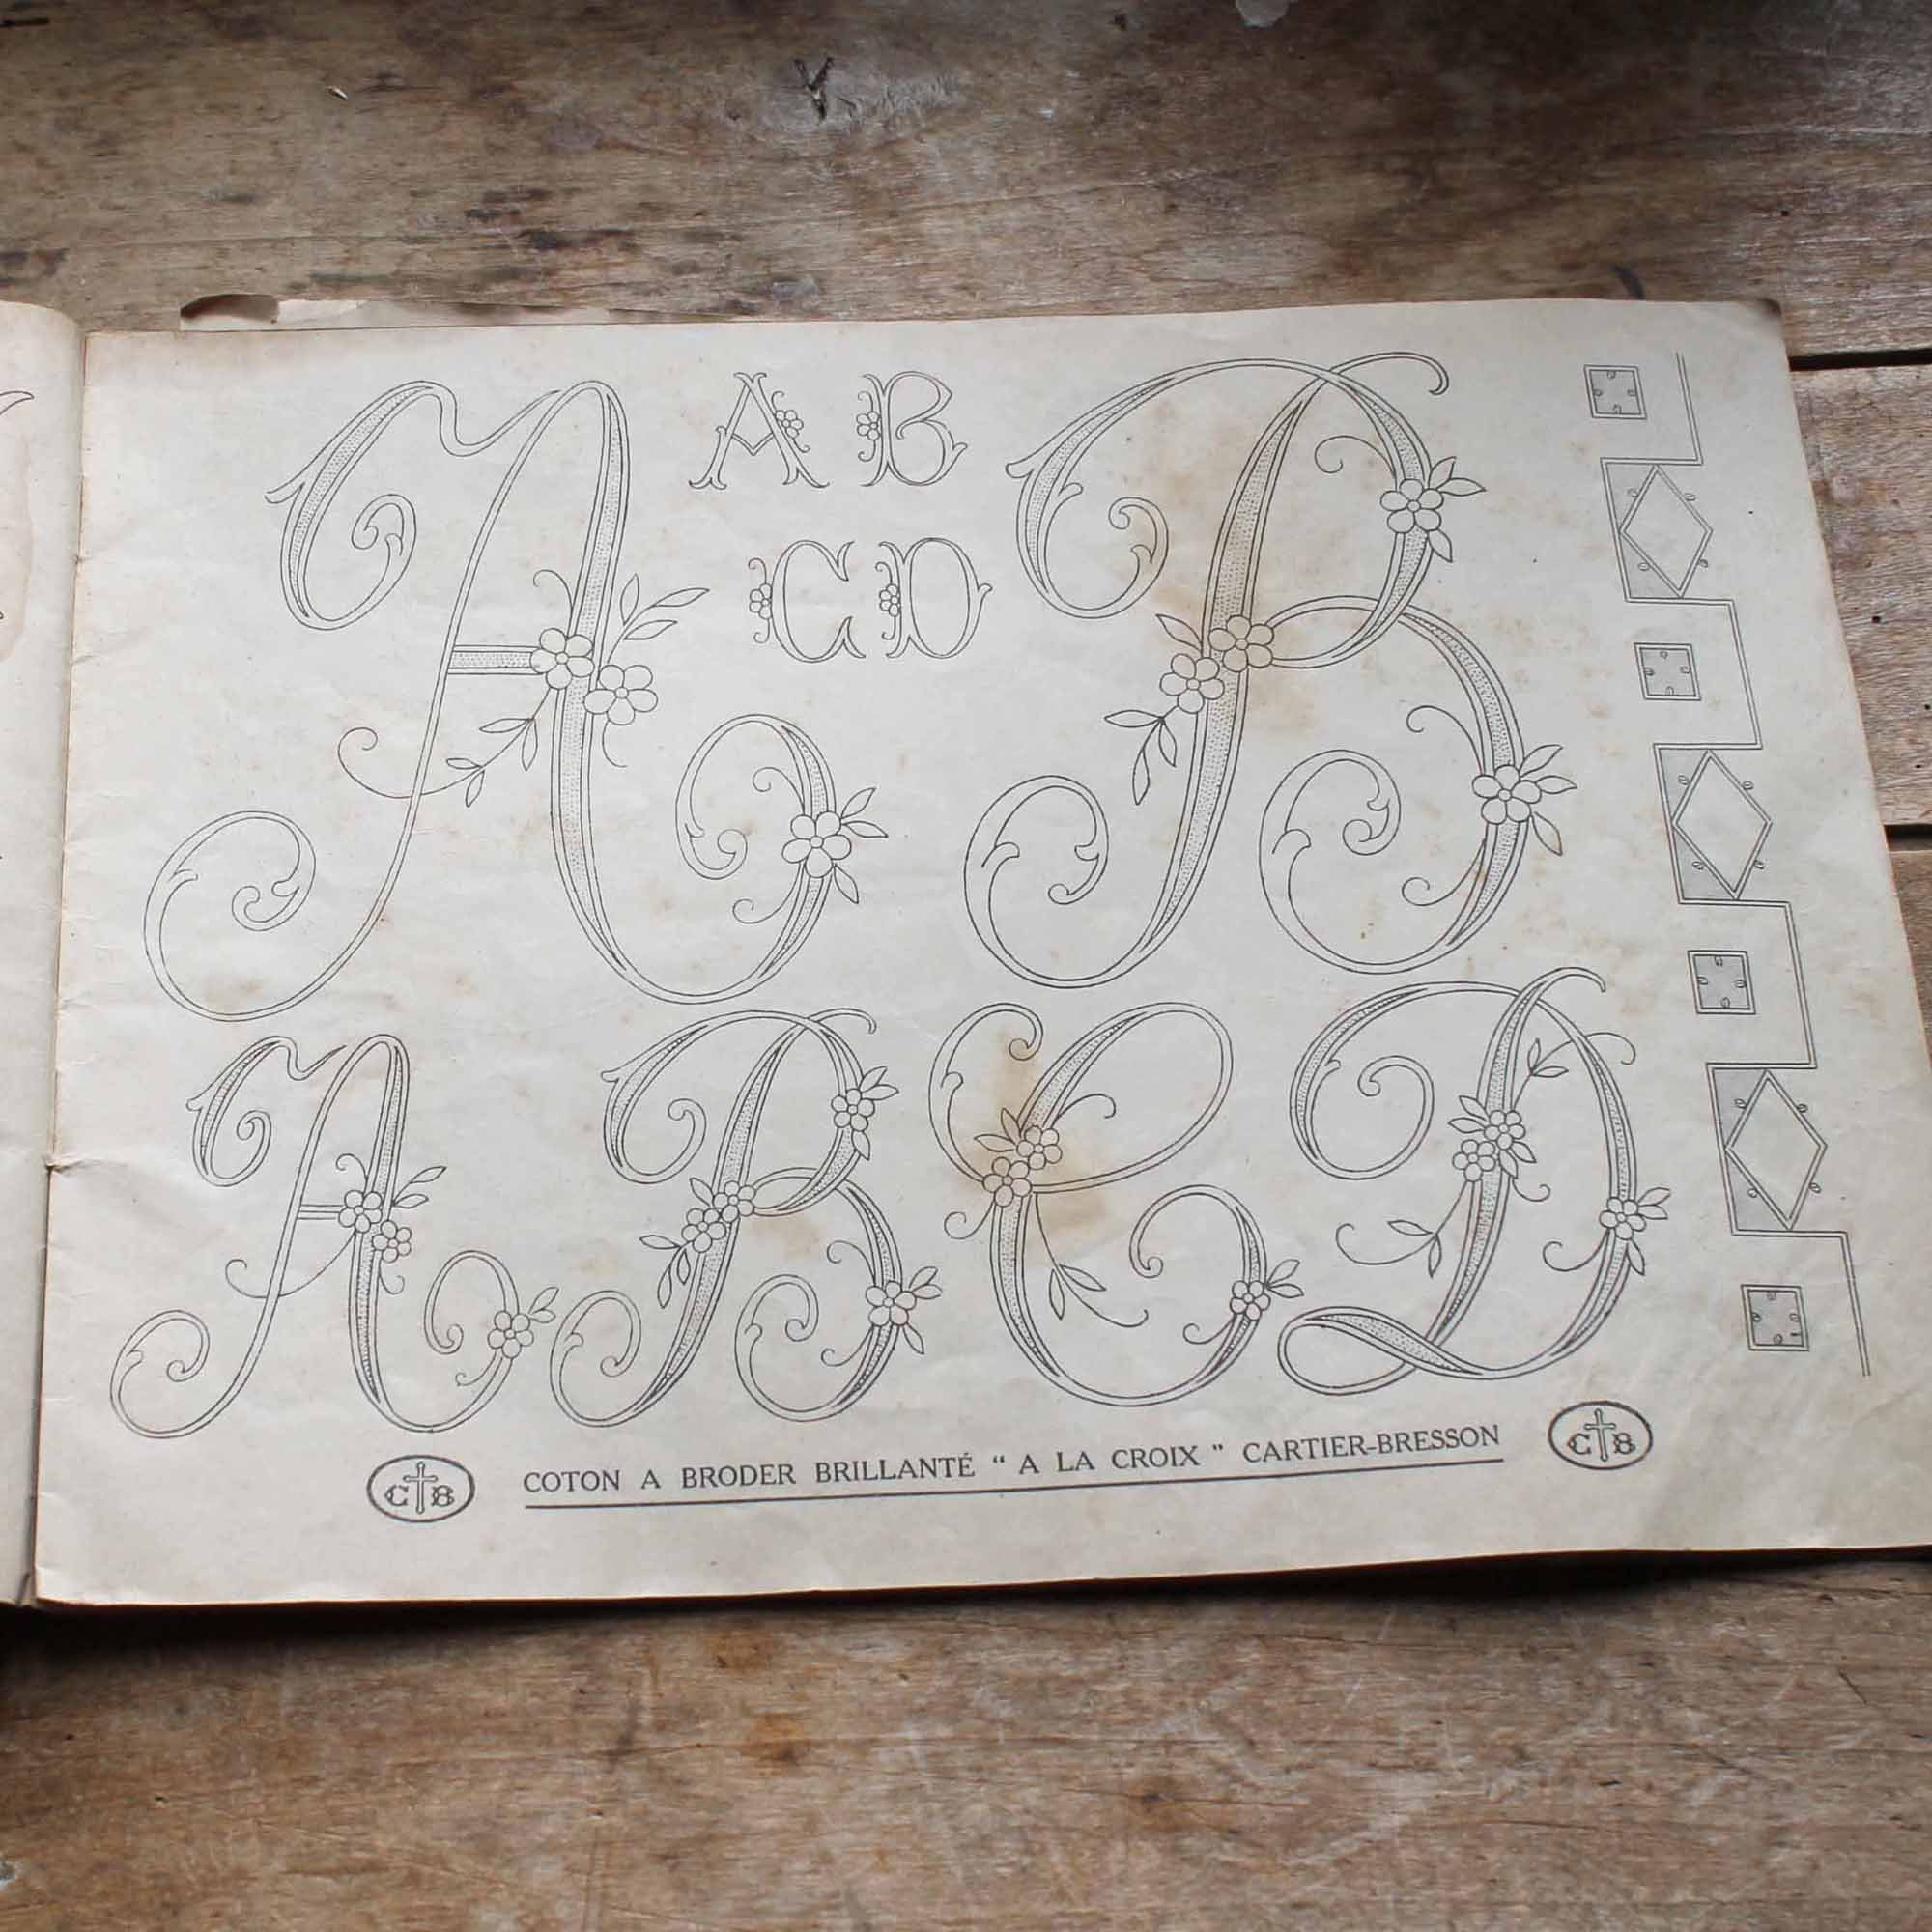 A B
A B
C D
A B C D
C B COTON A BRODER BRILLANTÉ “ A LA CROIX ” CARTIER-BRESSON C B